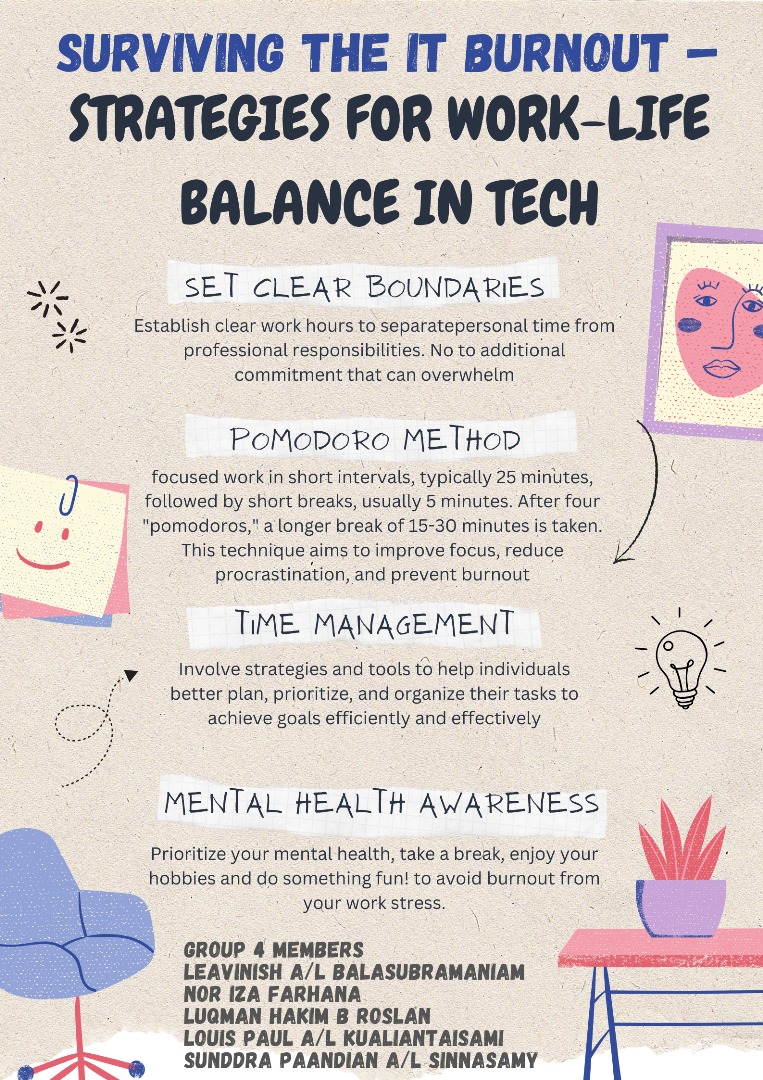 SURVIVING THE IT BURNOUT –
STRATEGIES FOR WORK-LIFE
BALANCE IN TECH
SET CLEAR BOUNDARIES
Establish clear work hours to separatepersonal time from
professional responsibilities. No to additional
commitment that can overwhelm
POMODORO METHOD
focused work in short intervals, typically 25 minutes,
followed by short breaks, usually 5 minutes. After four
"pomodoros," a longer break of 15-30 minutes is taken.
This technique aims to improve focus, reduce
procrastination, and prevent burnout
TIME MANAGEMENT
Involve strategies and tools to help individuals
better plan, prioritize, and organize their tasks to
achieve goals efficiently and effectively
MENTAL HEALTH AWARENESS
Prioritize your mental health, take a break, enjoy your
hobbies and do something fun! to avoid burnout from
your work stress.
GROUP 4 MEMBERS
LEAVINISH A/L BALASUBRAMANIAM
NOR IZA FARHANA
LUQMAN HAKIM B ROSLAN
LOUIS PAUL A/L KUALIANTAISAMI
SUNDDRA PAANDIAN A/L SINNASAMY